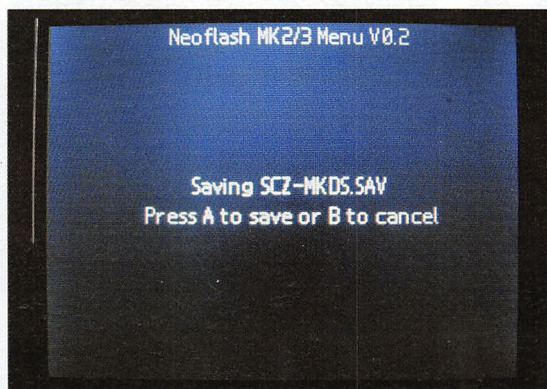 Neoflash MK2/3 Menu V0.2
Saving SCZ-MKDS.SAV
Press A to save or B to cancel